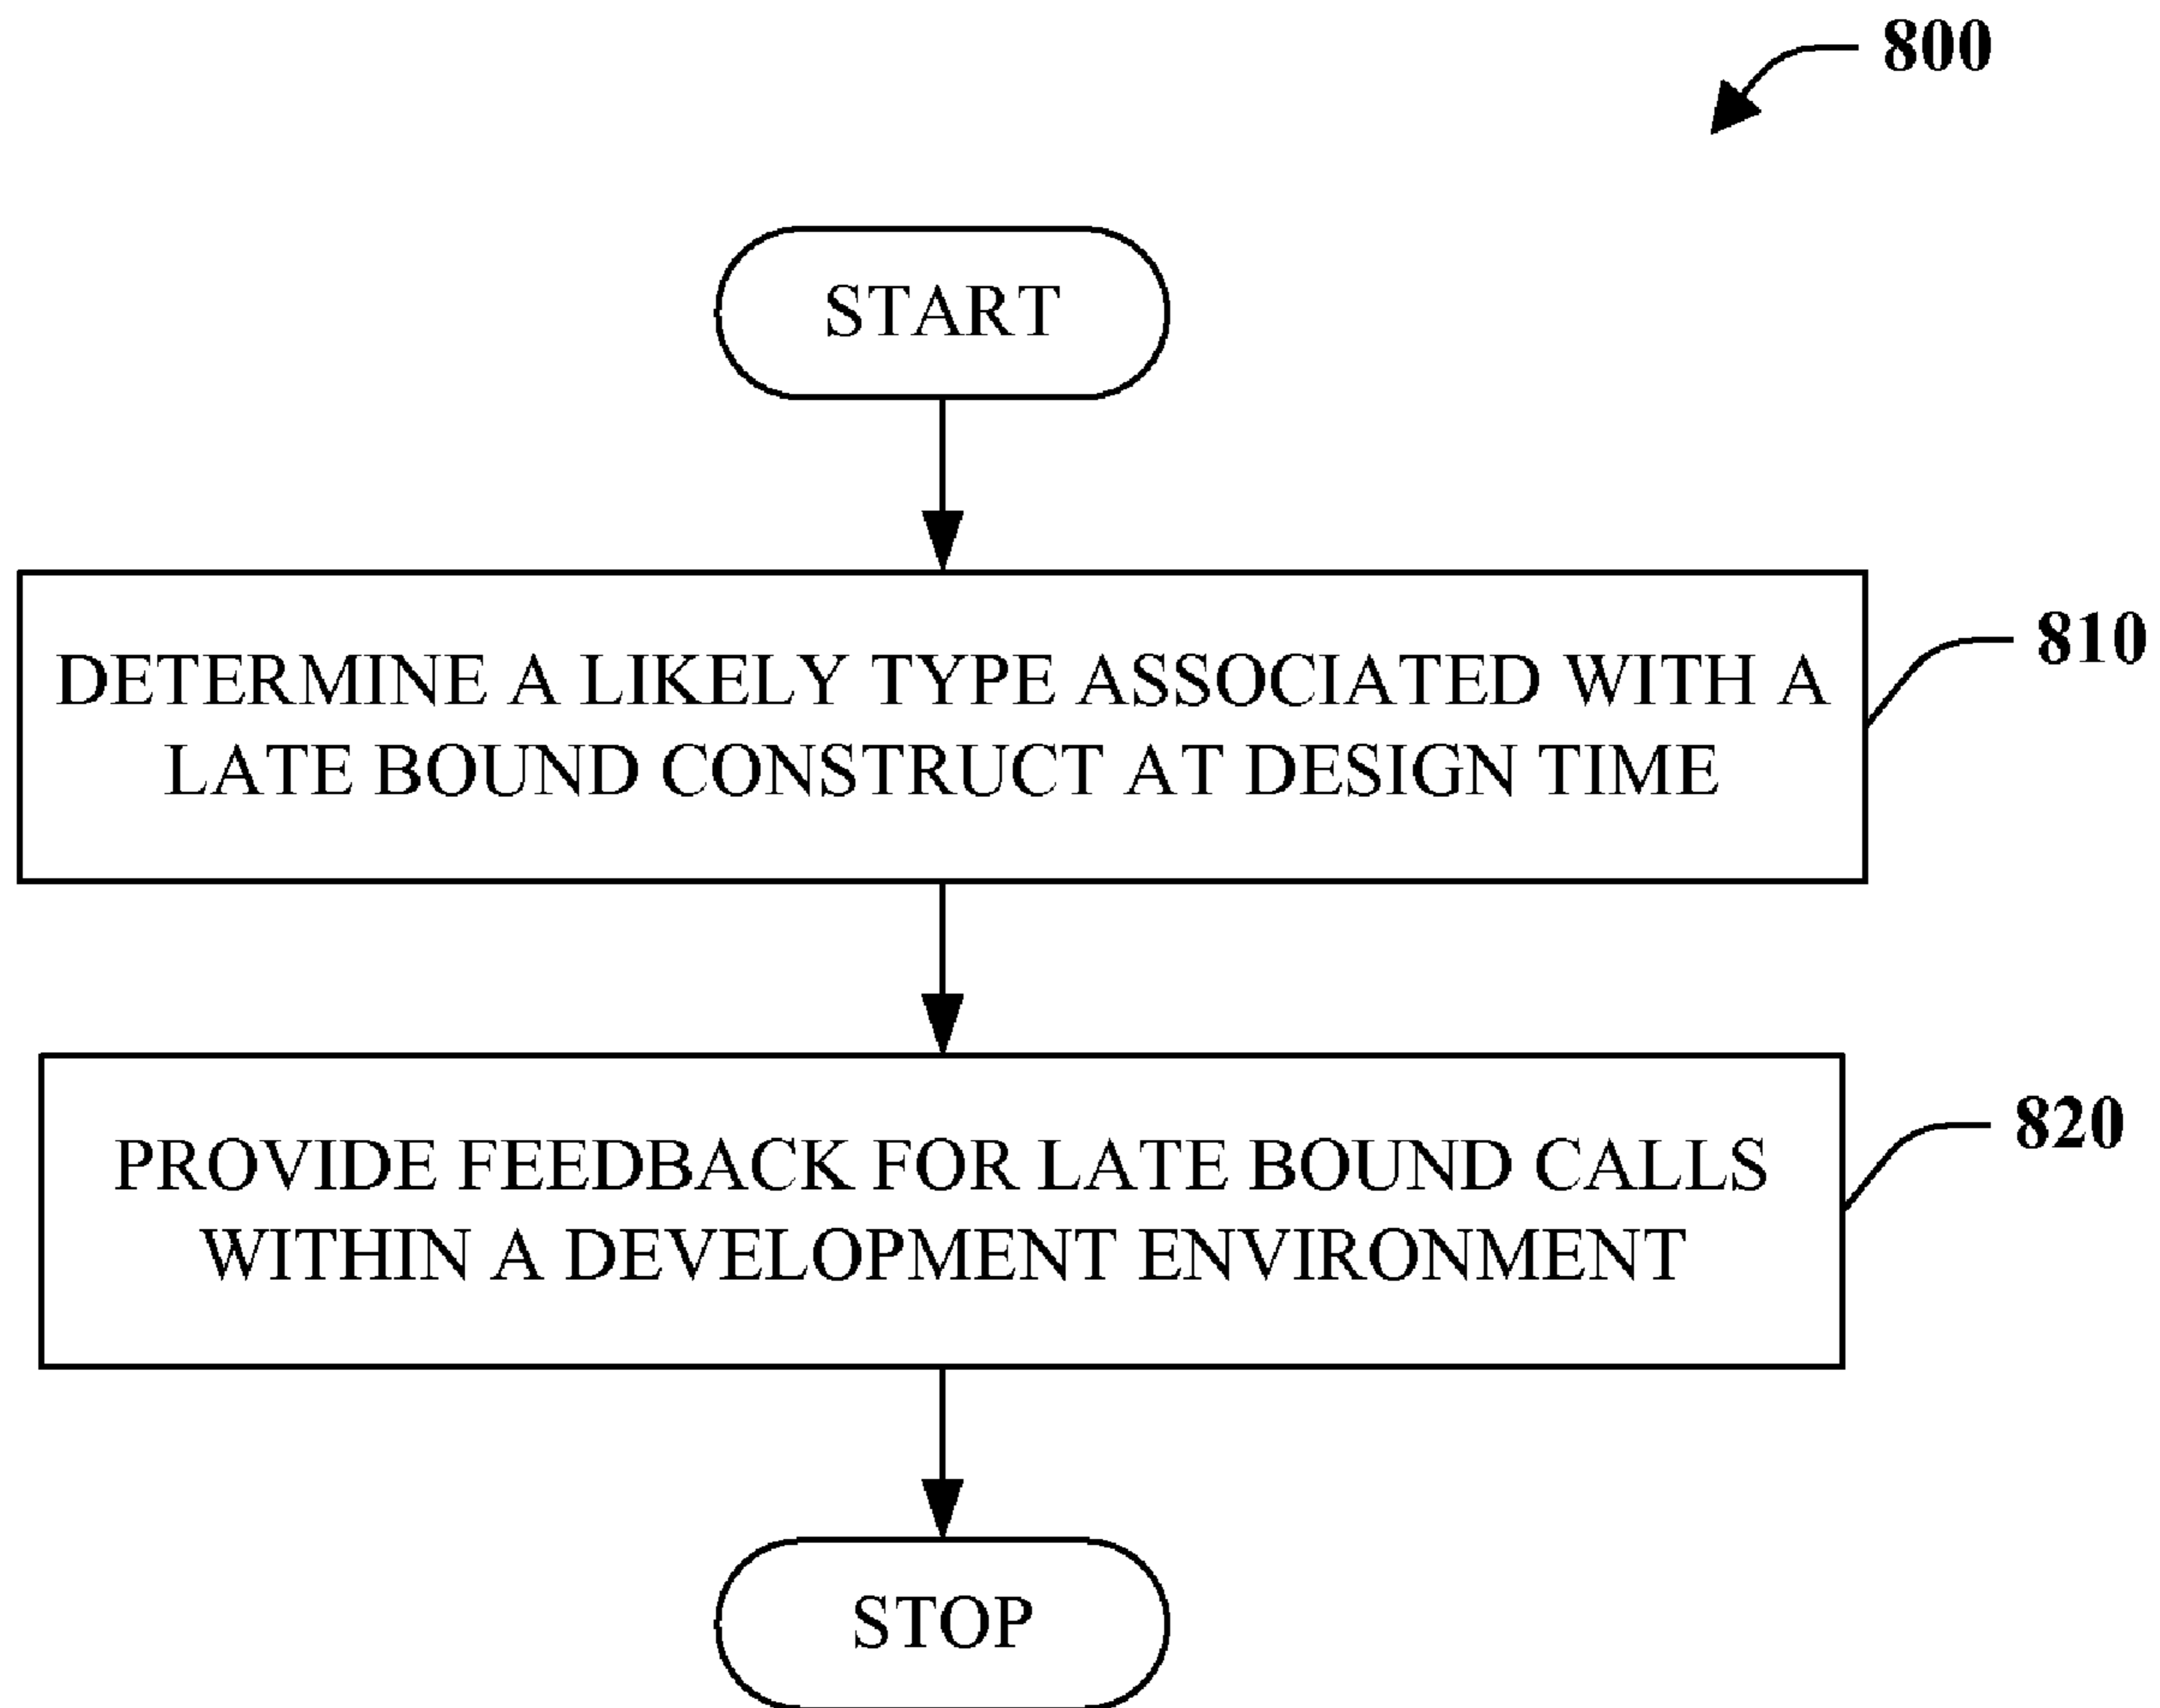 800
START
DETERMINE A LIKELY TYPE ASSOCIATED WITH A
LATE BOUND CONSTRUCT AT DESIGN TIME
810
PROVIDE FEEDBACK FOR LATE BOUND CALLS
WITHIN A DEVELOPMENT ENVIRONMENT
820
STOP